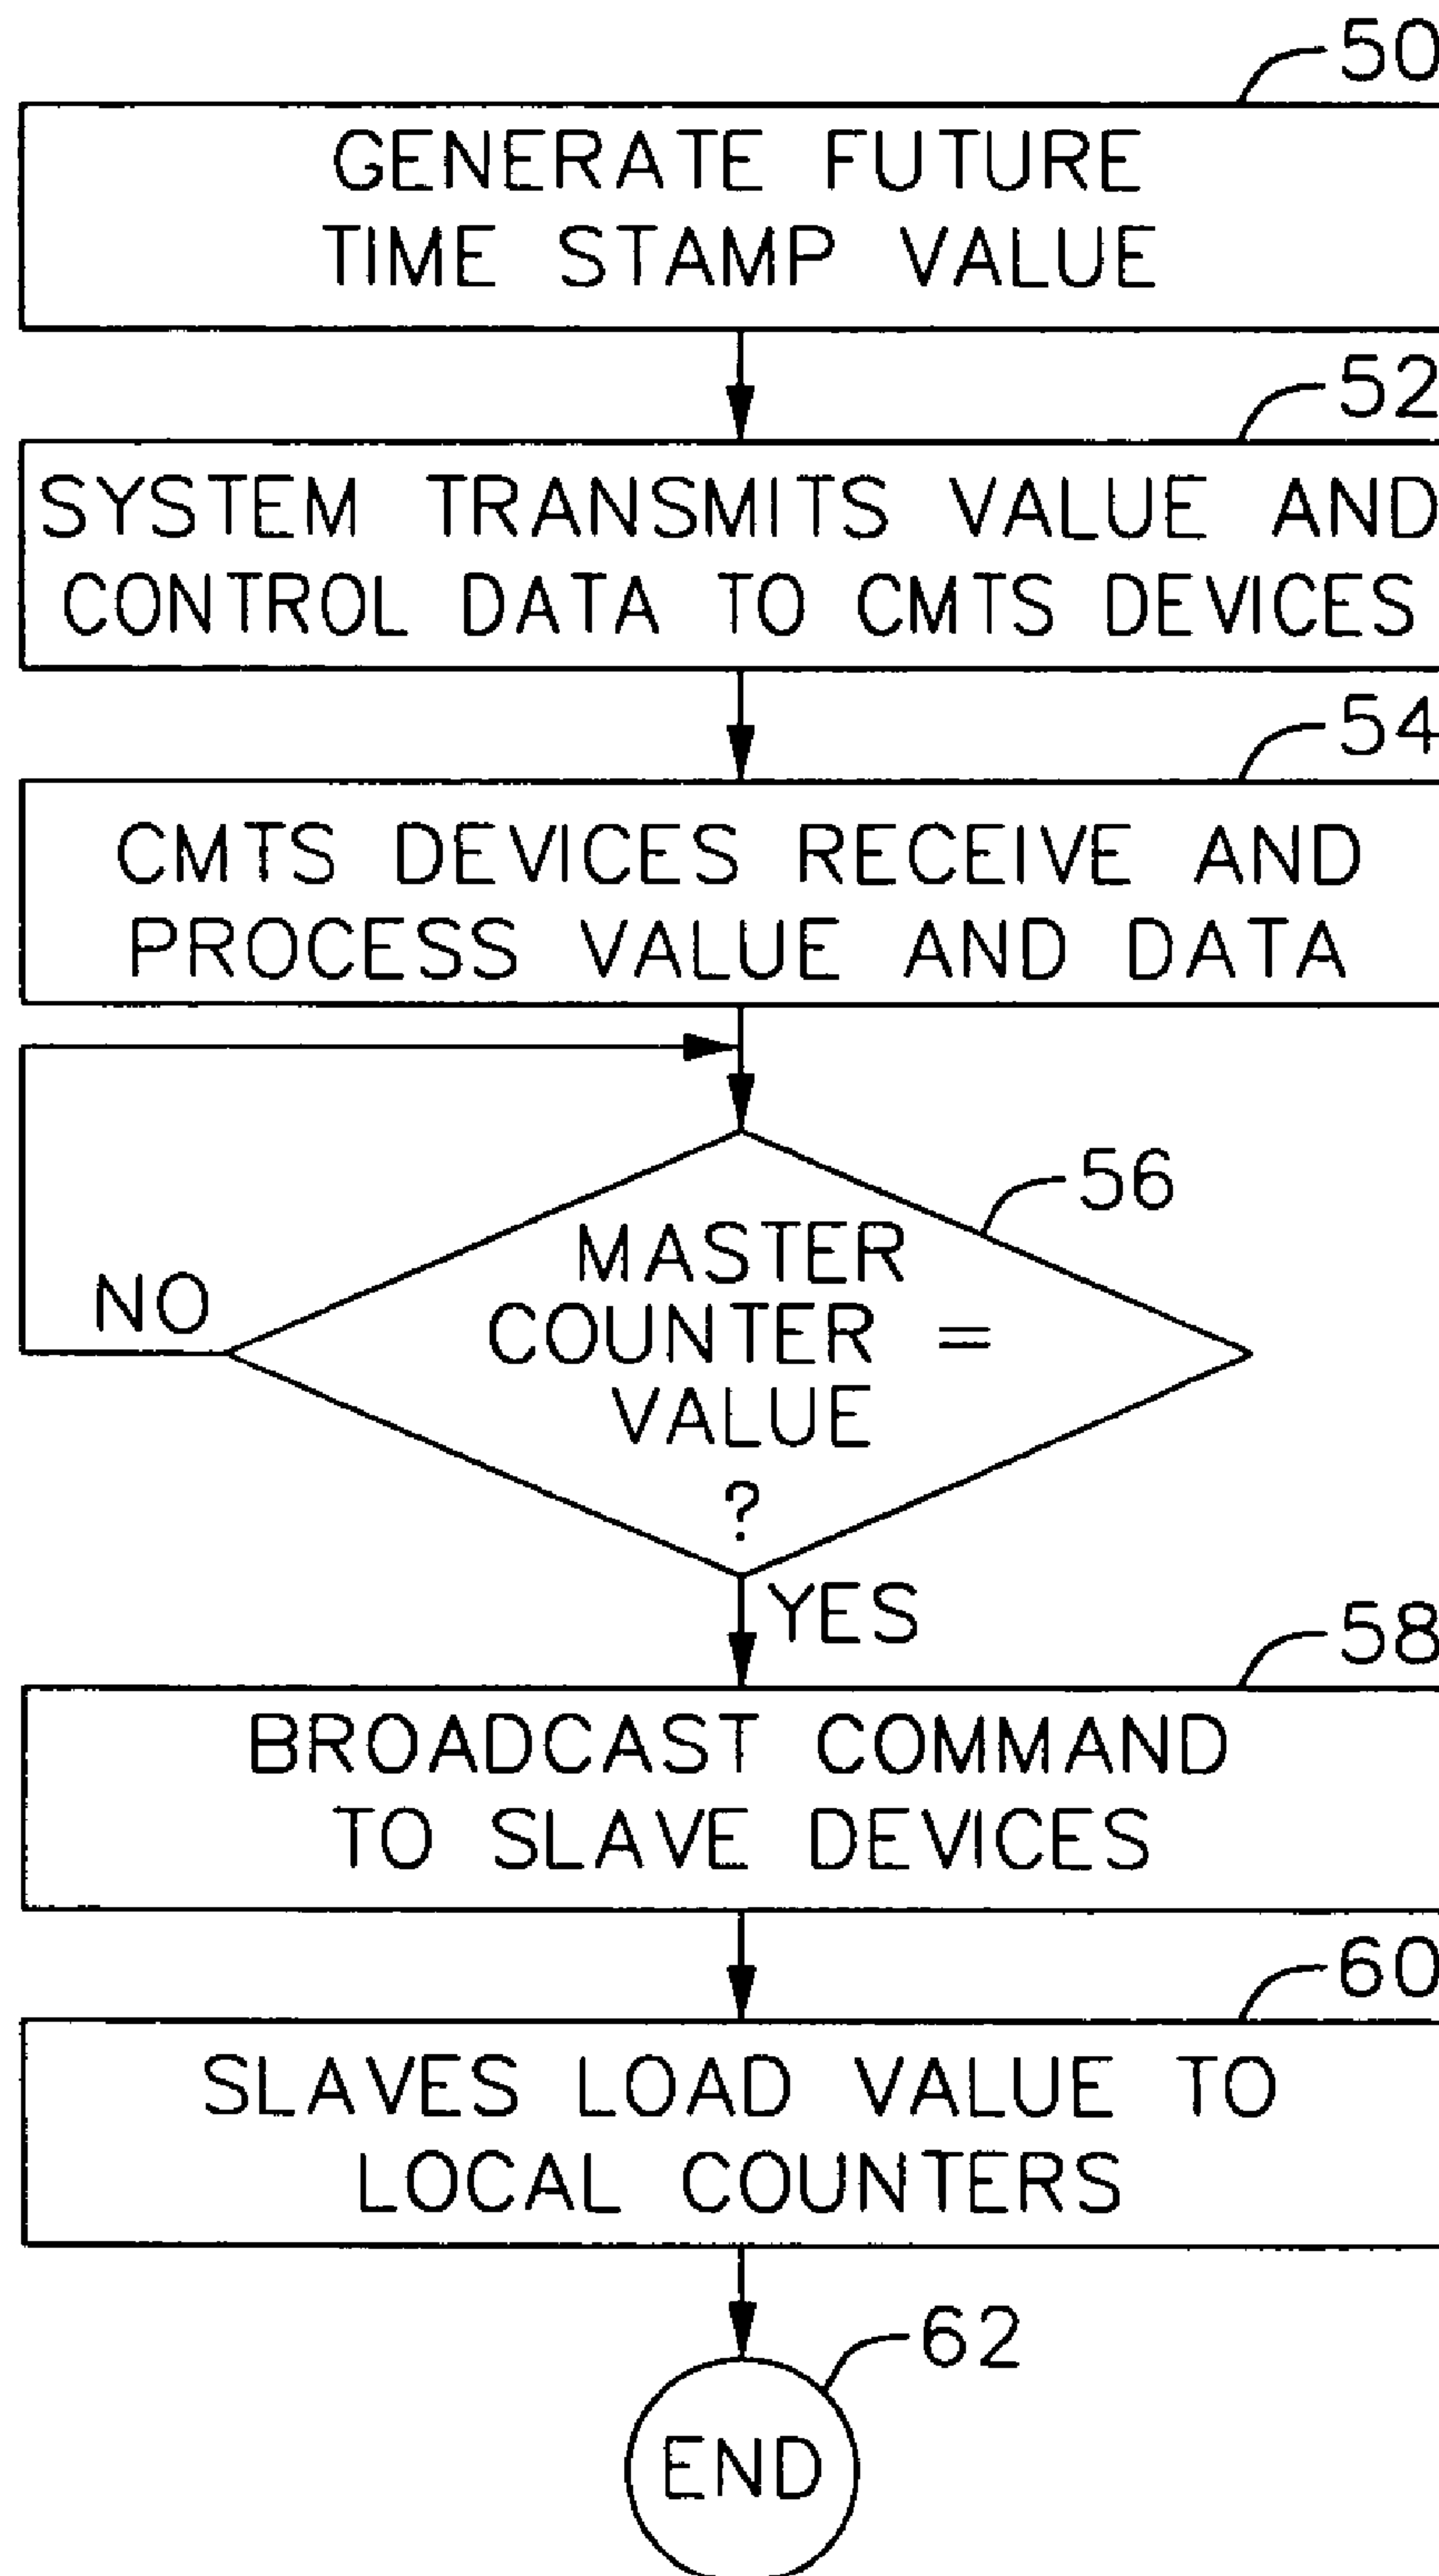 50
GENERATE FUTURE
TIME STAMP VALUE
52
SYSTEM TRANSMITS VALUE AND
CONTROL DATA TO CMTS DEVICES
54
CMTS DEVICES RECEIVE AND
PROCESS VALUE AND DATA
56
MASTER
COUNTER =
VALUE
?
NO
YES
58
BROADCAST COMMAND
TO SLAVE DEVICES
60
SLAVES LOAD VALUE TO
LOCAL COUNTERS
62
END